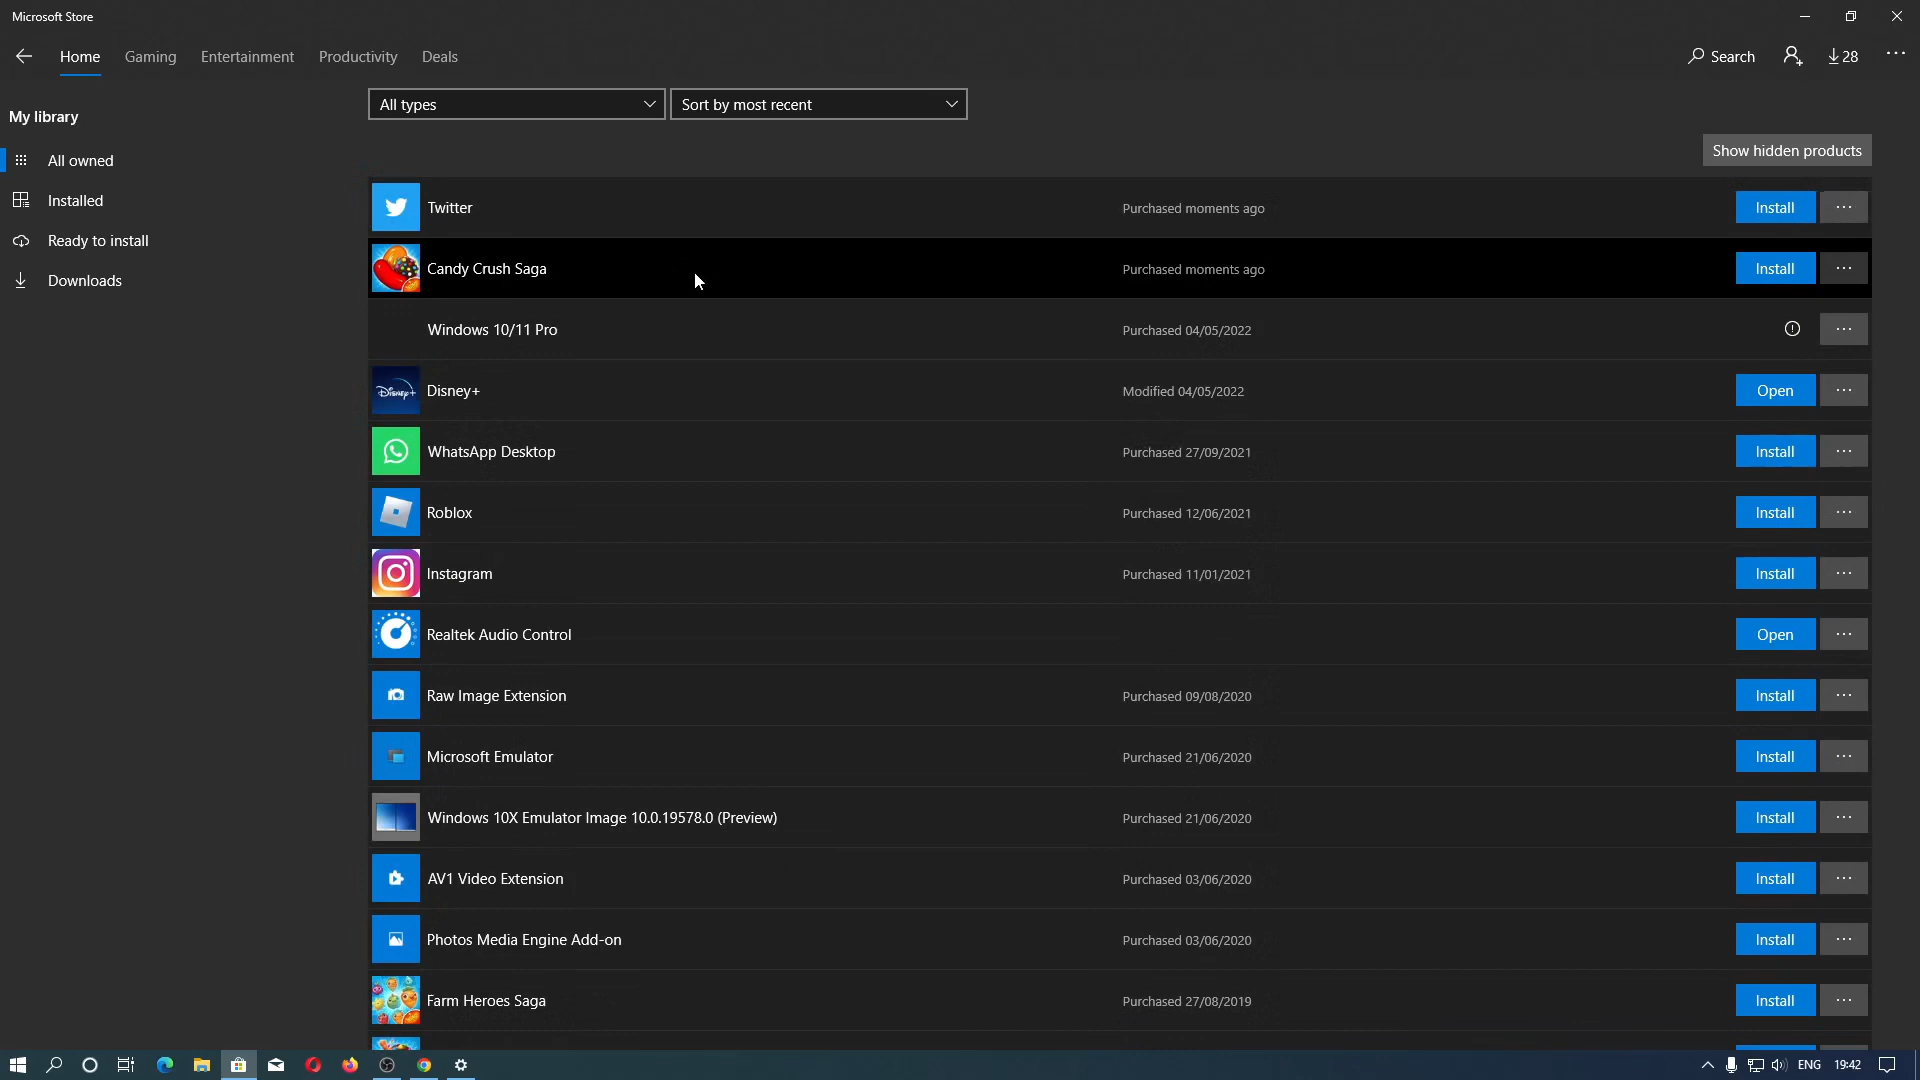 Microsoft Store
Home Gaming Entertainment Productivity Deals Search 28
My library
All types Sort by most recent
Show hidden products
All owned
Installed
Ready to install
Downloads
Twitter Purchased moments ago Install
Candy Crush Saga Purchased moments ago Install
Windows 10/11 Pro Purchased 04/05/2022
Disney+ Disney+ Modified 04/05/2022 Open
WhatsApp Desktop Purchased 27/09/2021 Install
Roblox Purchased 12/06/2021 Install
Instagram Purchased 11/01/2021 Install
Realtek Audio Control Open
Raw Image Extension Purchased 09/08/2020 Install
Microsoft Emulator Purchased 21/06/2020 Install
Windows 10X Emulator Image 10.0.19578.0 (Preview) Purchased 21/06/2020 Install
AV1 Video Extension Purchased 03/06/2020 Install
Photos Media Engine Add-on Purchased 03/06/2020 Install
Farm Heroes Saga Purchased 27/08/2019 Install
ENG 19:42